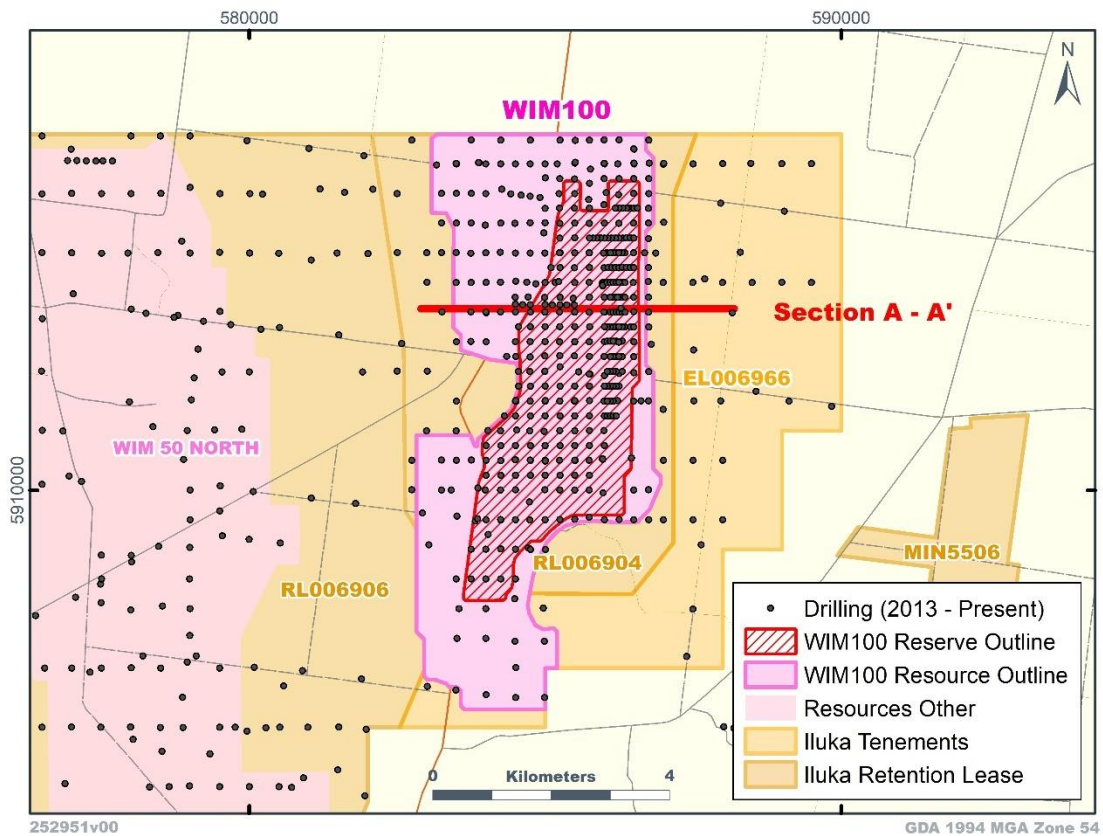 580000 590000
N
WIM100
Section A - A'
EL006966
WIM 50 NORTH
5910000
MIN5506
RL006904
RL006906
Drilling (2013 - Present)
WIM100 Reserve Outline
WIM100 Resource Outline
Resources Other
Iluka Tenements
Iluka Retention Lease
0 Kilometers 4
252951v00 GDA 1994 MGA Zone 54